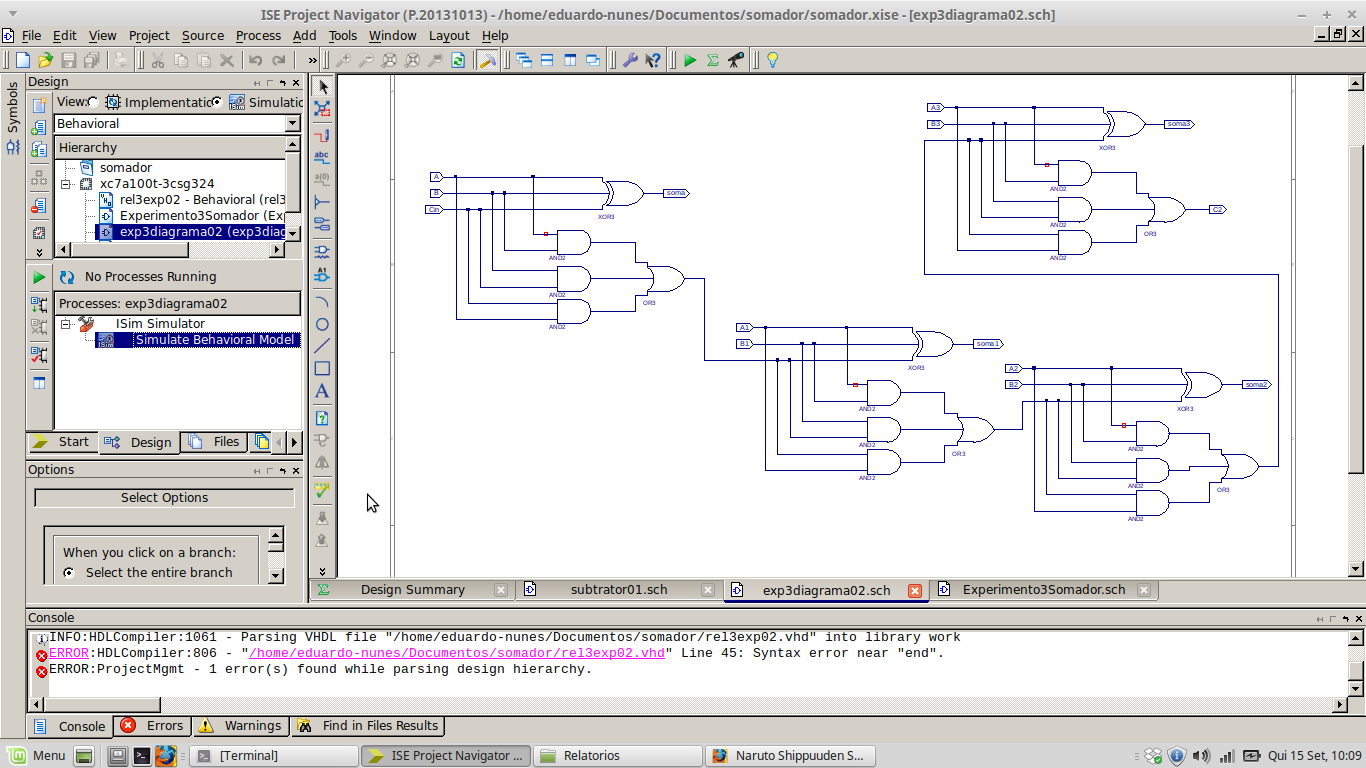 ISE Project Navigator (P.20131013) - /home/eduardo-nunes/Documentos/somador/somador.xise - [exp3diagrama02.sch]
File Edit View Project Source Process Add Tools Window Layout Help
Symbols
Design
View: Implementatic Simulatic
Behavioral
Hierarchy
somador
xc7a100t-3csg324
rel3exp02 - Behavioral (rel3
Experimento3Somador (Ex
exp3diagrama02 (exp3diag
No Processes Running
Processes: exp3diagrama02
ISim Simulator
Simulate Behavioral Model
Start Design Files
Options
Select Options
When you click on a branch:
Select the entire branch
abc
a(0)
A1
A
A
B
Cin
XOR3
soma
AND2
AND2
AND2
OR3
A1
B1
XOR3
soma1
AND2
AND2
AND2
OR3
A2
B2
XOR3
soma2
AND2
AND2
AND2
OR3
A3
B3
XOR3
soma3
AND2
AND2
AND2
OR3
C2
Design Summary subtrator01.sch exp3diagrama02.sch Experimento3Somador.sch
Console
INFO:HDLCompiler:1061 - Parsing VHDL file "/home/eduardo-nunes/Documentos/somador/rel3exp02.vhd" into library work
ERROR:HDLCompiler:806 - "/home/eduardo-nunes/Documentos/somador/rel3exp02.vhd" Line 45: Syntax error near "end".
ERROR:ProjectMgmt - 1 error(s) found while parsing design hierarchy.
Console Errors Warnings Find in Files Results
Menu [Terminal] ISE Project Navigator ... Relatorios Naruto Shippuuden S... Qui 15 Set, 10:09